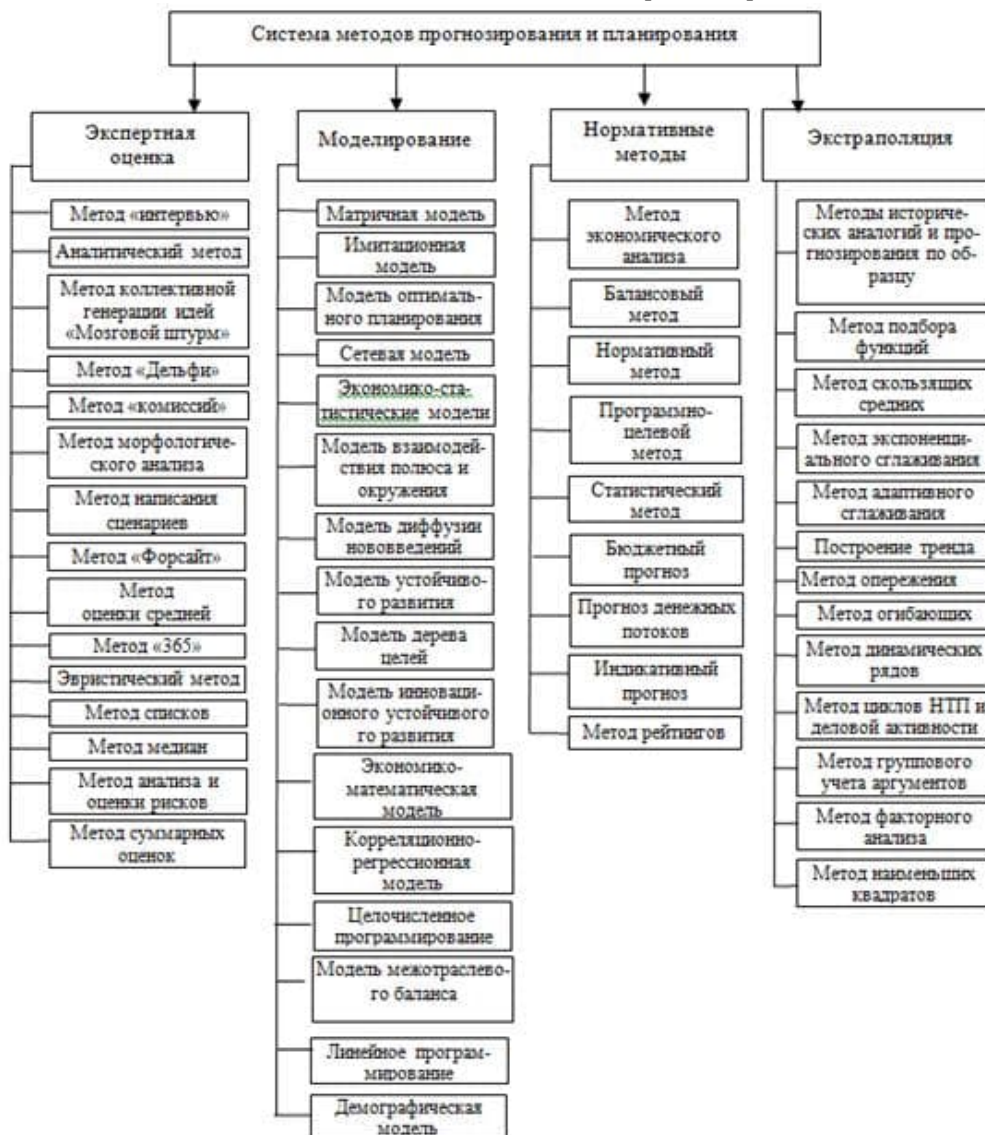 Система методов прогнозирования и планирования
Экспертная
оценка
Метод «интервью»
Аналитический метод
Метод коллективной
генерации идей
«Мозговой штурм»
Метод «Дельфи»
Метод «комиссий»
Метод морфологиче-
ского анализа
Метод написания
сценариев
Метод «Форсайт»
Метод
оценки средней
Метод «365»
Эвристический метод
Метод списков
Метод медиан
Метод анализа и
оценки рисков
Метод суммарных
оценок
Моделирование
Матричная модель
Имитационная
модель
Модель оптималь-
ного планирования
Сетевая модель
Экономико-ста-
тистические модели
Модель взаимодей-
ствия полюса и
окружения
Модель диффузии
нововведений
Модель устойчиво-
го развития
Модель дерева
целей
Модель инноваци-
онного устойчивого
го развития
Экономико-
математическая
модель
Корреляционно-
регрессионная
модель
Целочисленное
программирование
Модель межотраслево-
го баланса
Линейное програм-
мирование
Демографическая
модель
Нормативные
методы
Метод
экономического
анализа
Балансовый
метод
Нормативный
метод
Программно-
целевой
метод
Статистический
метод
Бюджетный
прогноз
Прогноз денежных
потоков
Индикативный
прогноз
Метод рейтингов
Экстраполяция
Методы историче-
ских аналогий и про-
гнозирования по об-
разцу
Метод подбора
функций
Метод скользящих
средних
Метод экспоненци-
ального сглаживания
Метод адаптивного
сглаживания
Построение тренда
Метод опережения
Метод огибающих
Метод динамических
рядов
Метод циклов НТП и
деловой активности
Метод группового
учета аргументов
Метод факторного
анализа
Метод наименьших
квадратов